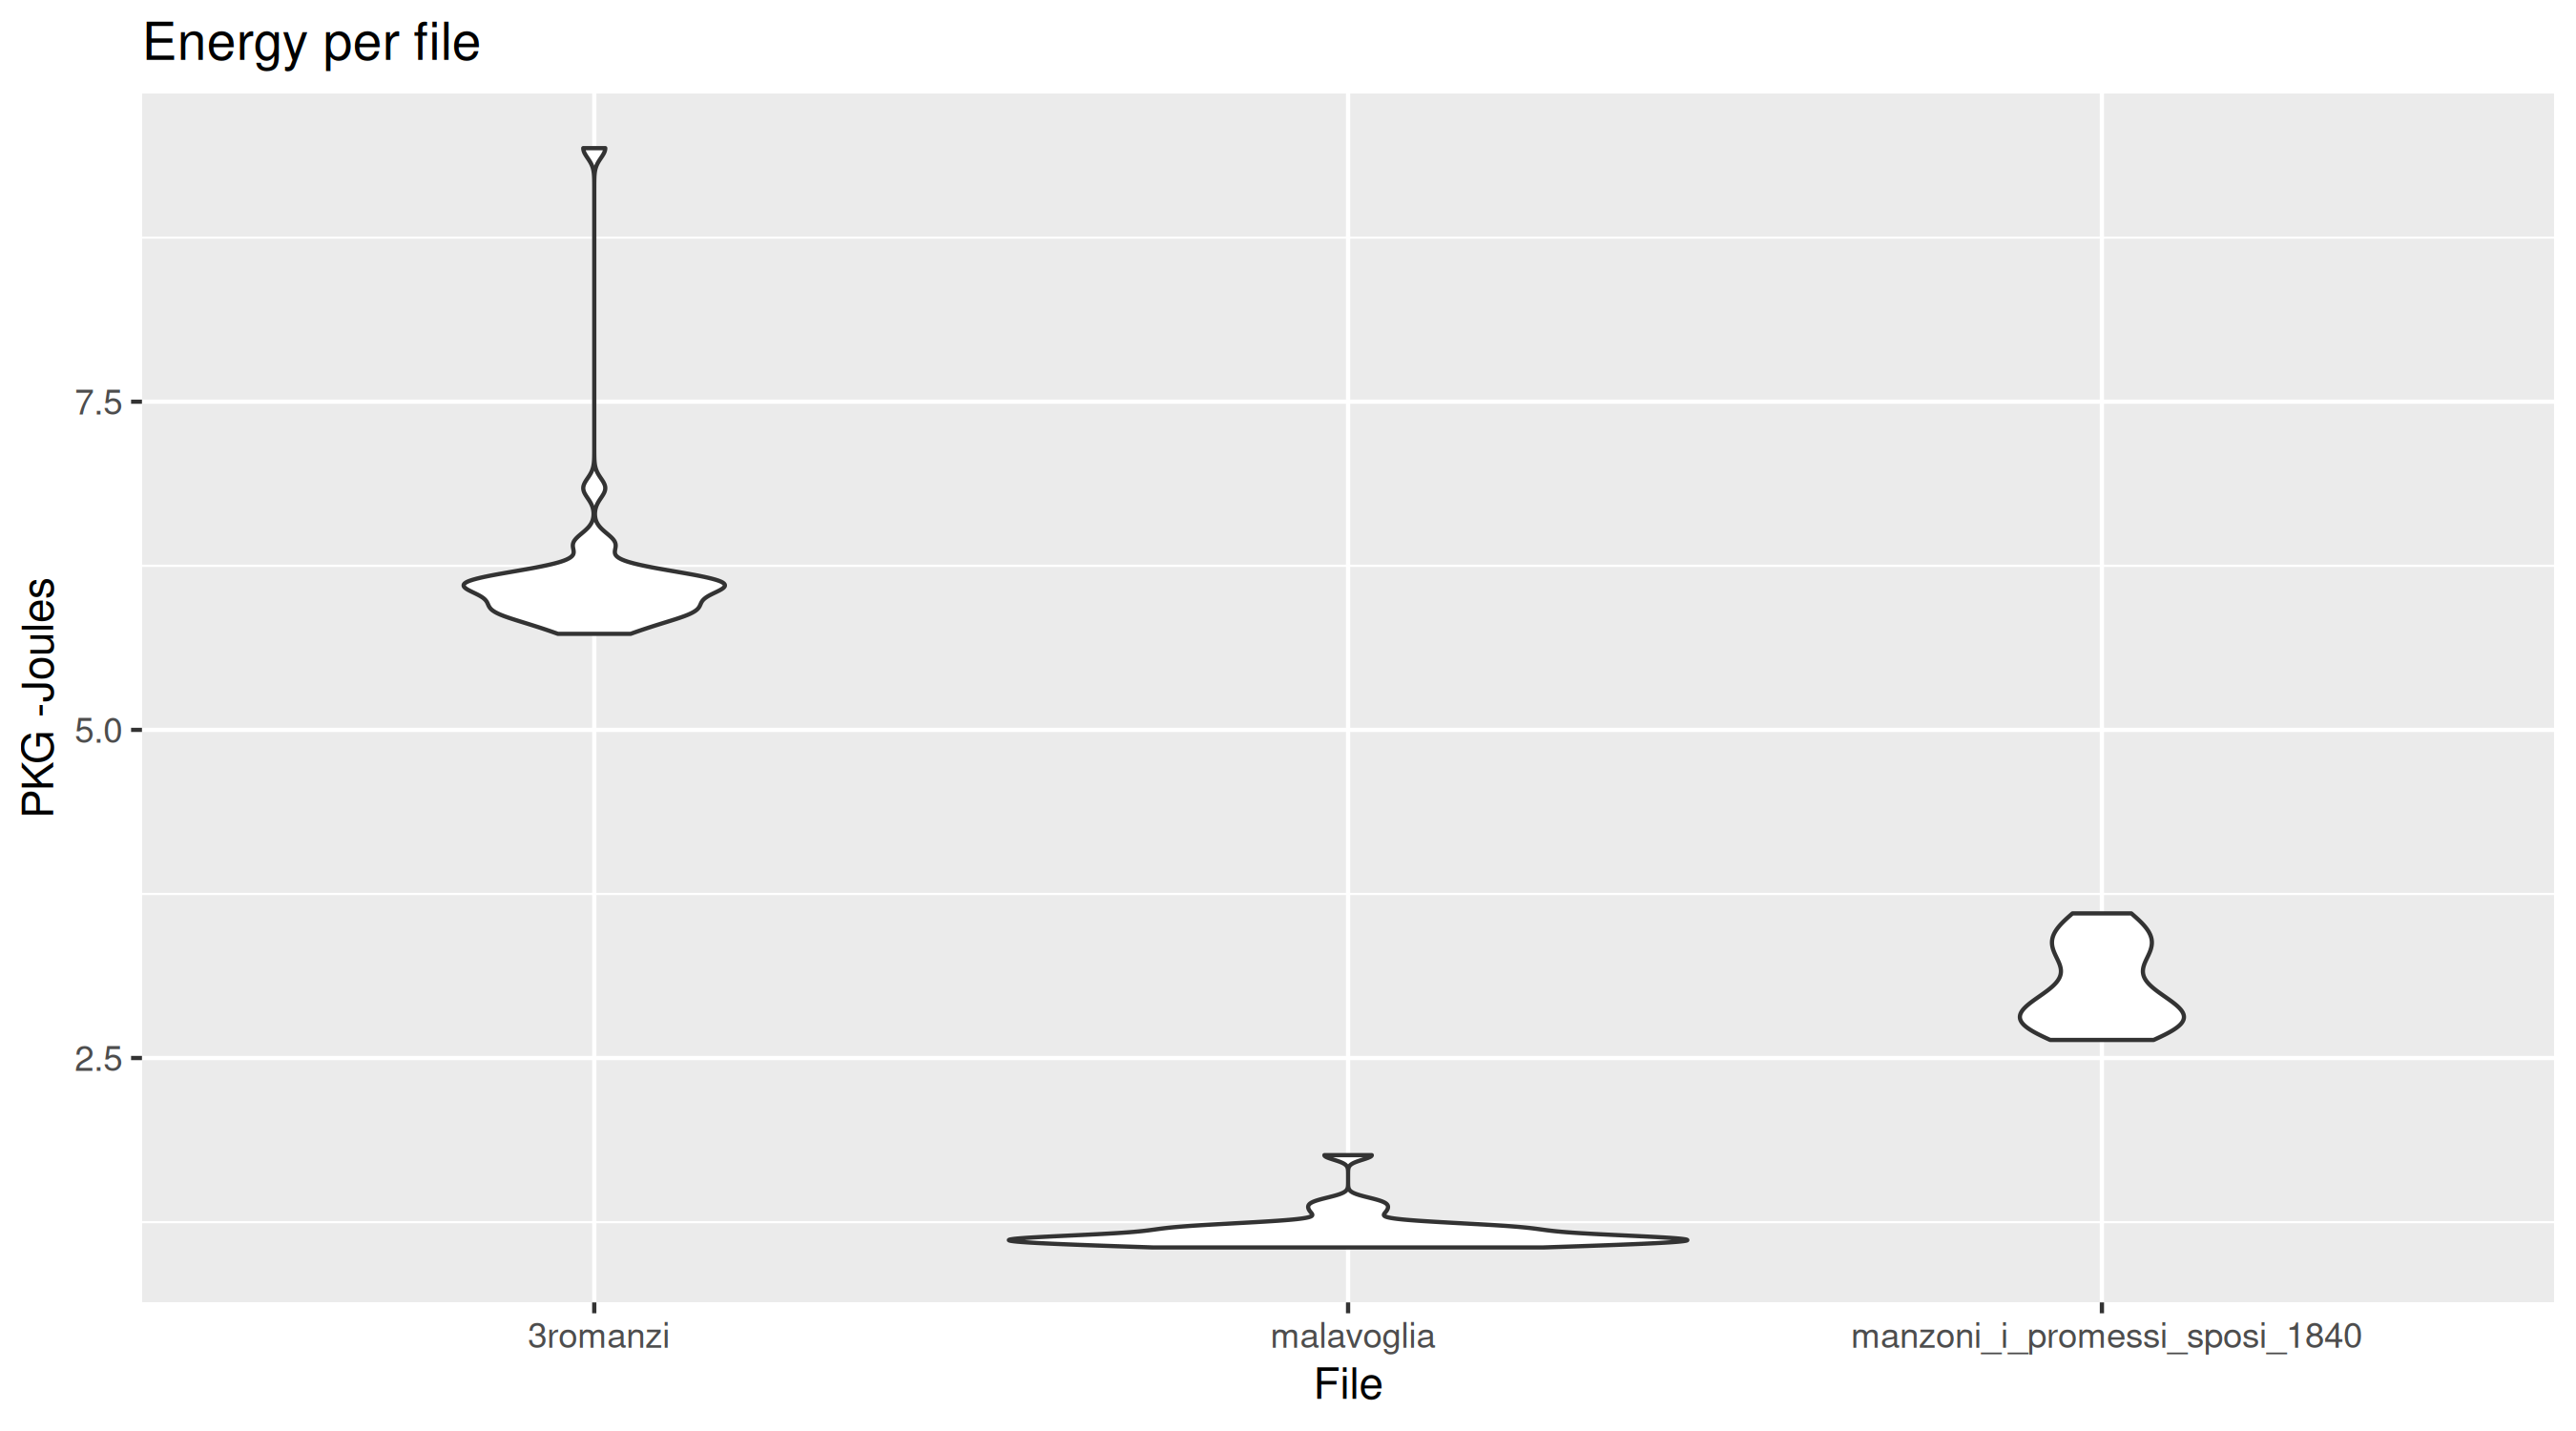 Energy per file
PKG -Joules
7.5
5.0
2.5
3romanzi
malavoglia
manzoni_i_promessi_sposi_1840
File